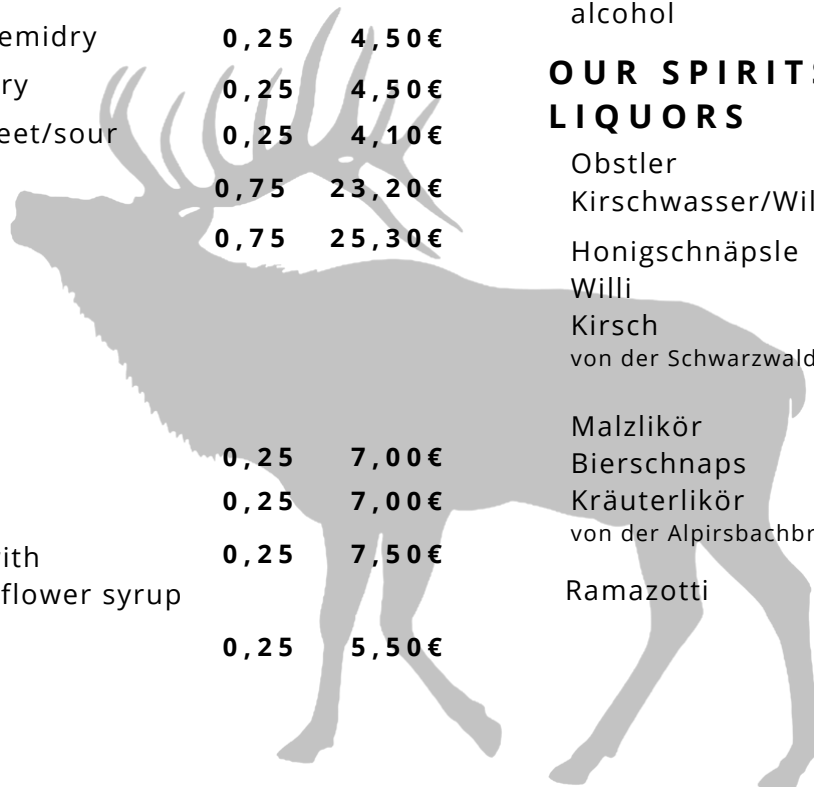 emidry 0,25 4,50€
ry 0,25 4,50€
eet/sour 0,25 4,10€
0,75 23,20€
0,75 25,30€
0,25 7,00€
0,25 7,00€
ith 0,25 7,50€
flower syrup
0,25 5,50€
alcohol
OUR SPIRITS
LIQUORS
Obstler
Kirschwasser/Wil
Honigschnäpsle
Willi
Kirsch
von der Schwarzwald
Malzlikör
Bierschnaps
Kräuterlikör
von der Alpirsbachbr
Ramazotti